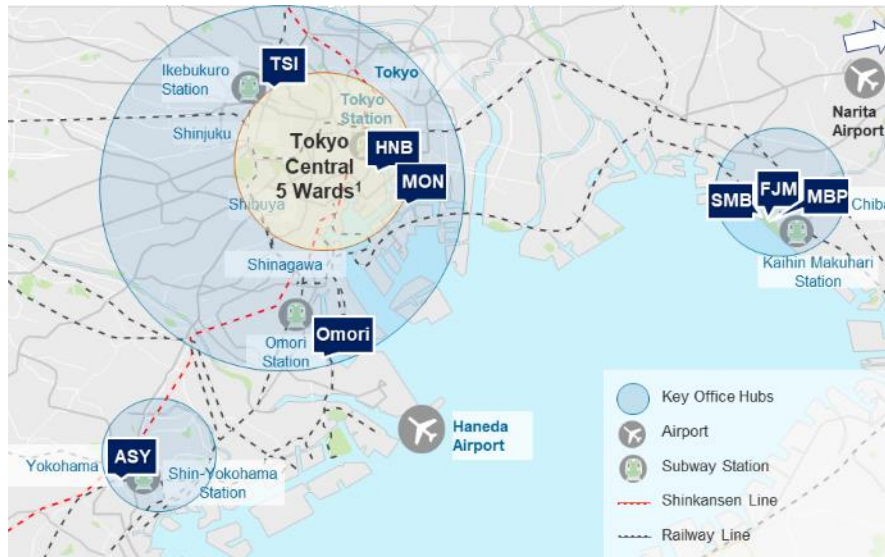 TSI
Ikebukuro
Station
Tokyo
Narita
Airport
Tokyo
Station
Shinjuku
Tokyo
Central
5 Wards¹
HNB
MON
Shibuya
SMB
FJM
MBP
Chiba
Kaihin Makuhari
Station
Shinagawa
Omori
Station
Omori
Haneda
Airport
ASY
Yokohama
Shin-Yokohama
Station
Key Office Hubs
Airport
Subway Station
Shinkansen Line
Railway Line